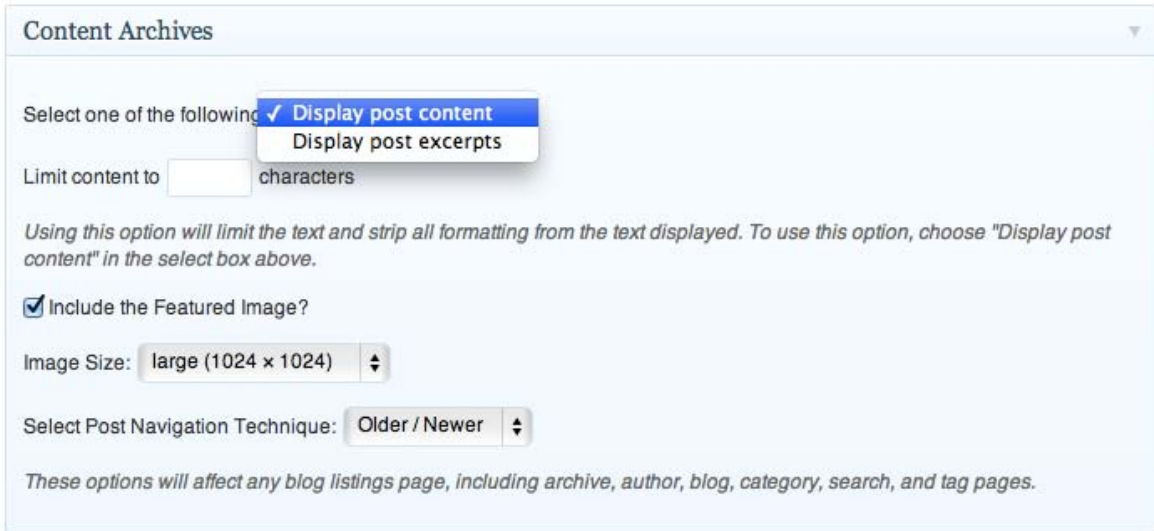 Content Archives
Select one of the following
✓ Display post content
Display post excerpts
Limit content to characters
Using this option will limit the text and strip all formatting from the text displayed. To use this option, choose "Display post
content" in the select box above.
Include the Featured Image?
Image Size: large (1024 × 1024)
Select Post Navigation Technique: Older / Newer
These options will affect any blog listings page, including archive, author, blog, category, search, and tag pages.